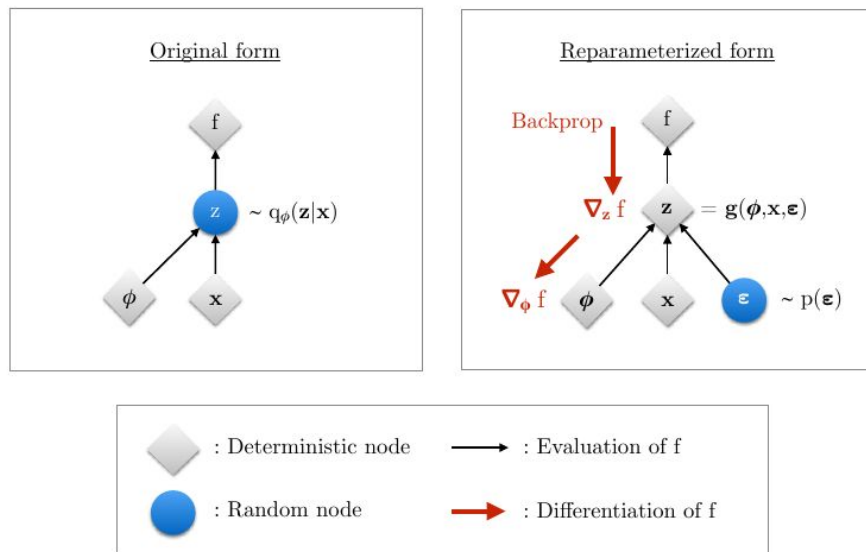 Original form
f
z ~ qφ(z|x)
ϕ x
Reparameterized form
Backprop f
∇z f z = g(ϕ,x,ε)
∇φ f ϕ x ε ~ p(ε)
: Deterministic node : Evaluation of f
: Random node : Differentiation of f